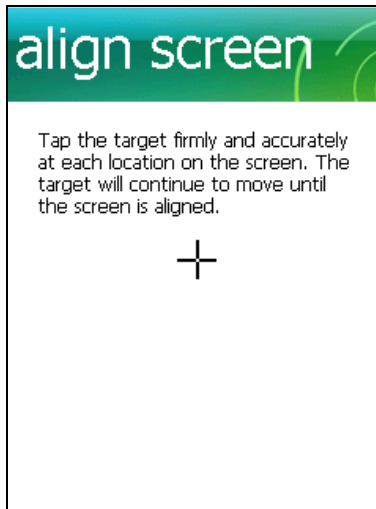 align screen
Tap the target firmly and accurately
at each location on the screen. The
target will continue to move until
the screen is aligned.